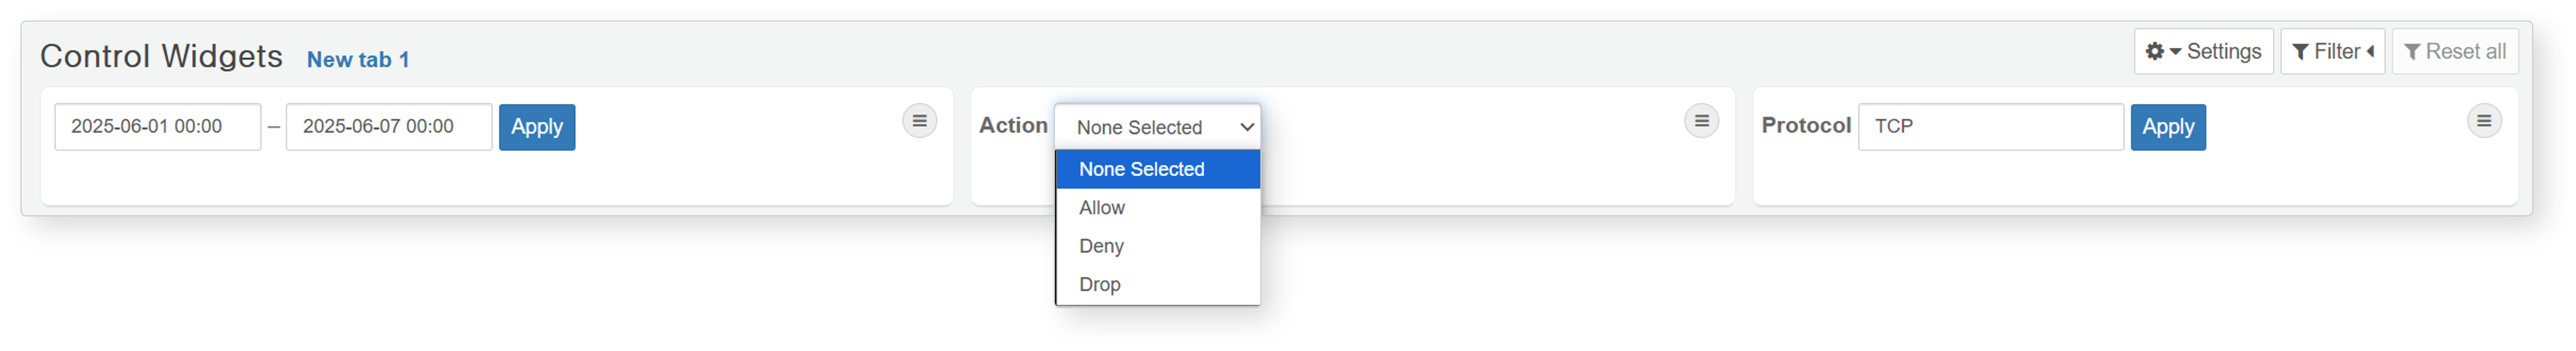 Control Widgets New tab 1 Settings Filter Reset all
2025-06-01 00:00 – 2025-06-07 00:00 Apply Action None Selected Protocol TCP Apply
None Selected
Allow
Deny
Drop